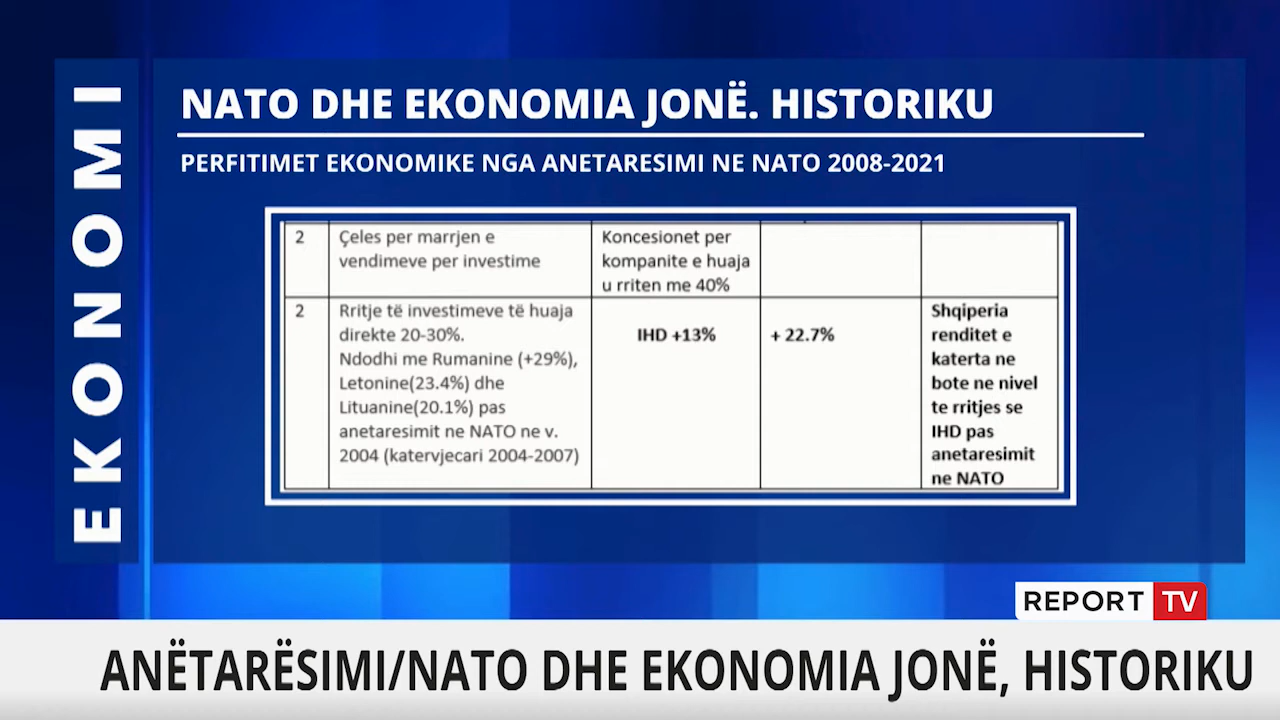 EKONOMI
NATO DHE EKONOMIA JONË. HISTORIKU
PERFITIMET EKONOMIKE NGA ANETARESIMI NE NATO 2008-2021
2
Çeles per marrjen e
vendimeve per investime
Koncesionet per
kompanite e huaja
u rriten me 40%
2
Rritje të investimeve të huaja
direkte 20-30%.
Ndodhi me Rumanine (+29%),
Letonine(23.4%) dhe
Lituanine(20.1%) pas
anetaresimit ne NATO ne v.
2004 (katervjecari 2004-2007)
IHD +13%
+ 22.7%
Shqiperia
renditet e
katerta ne
bote ne nivel
te rritjes se
IHD pas
anetaresimit
ne NATO
REPORT TV
ANËTARËSIMI/NATO DHE EKONOMIA JONË, HISTORIKU